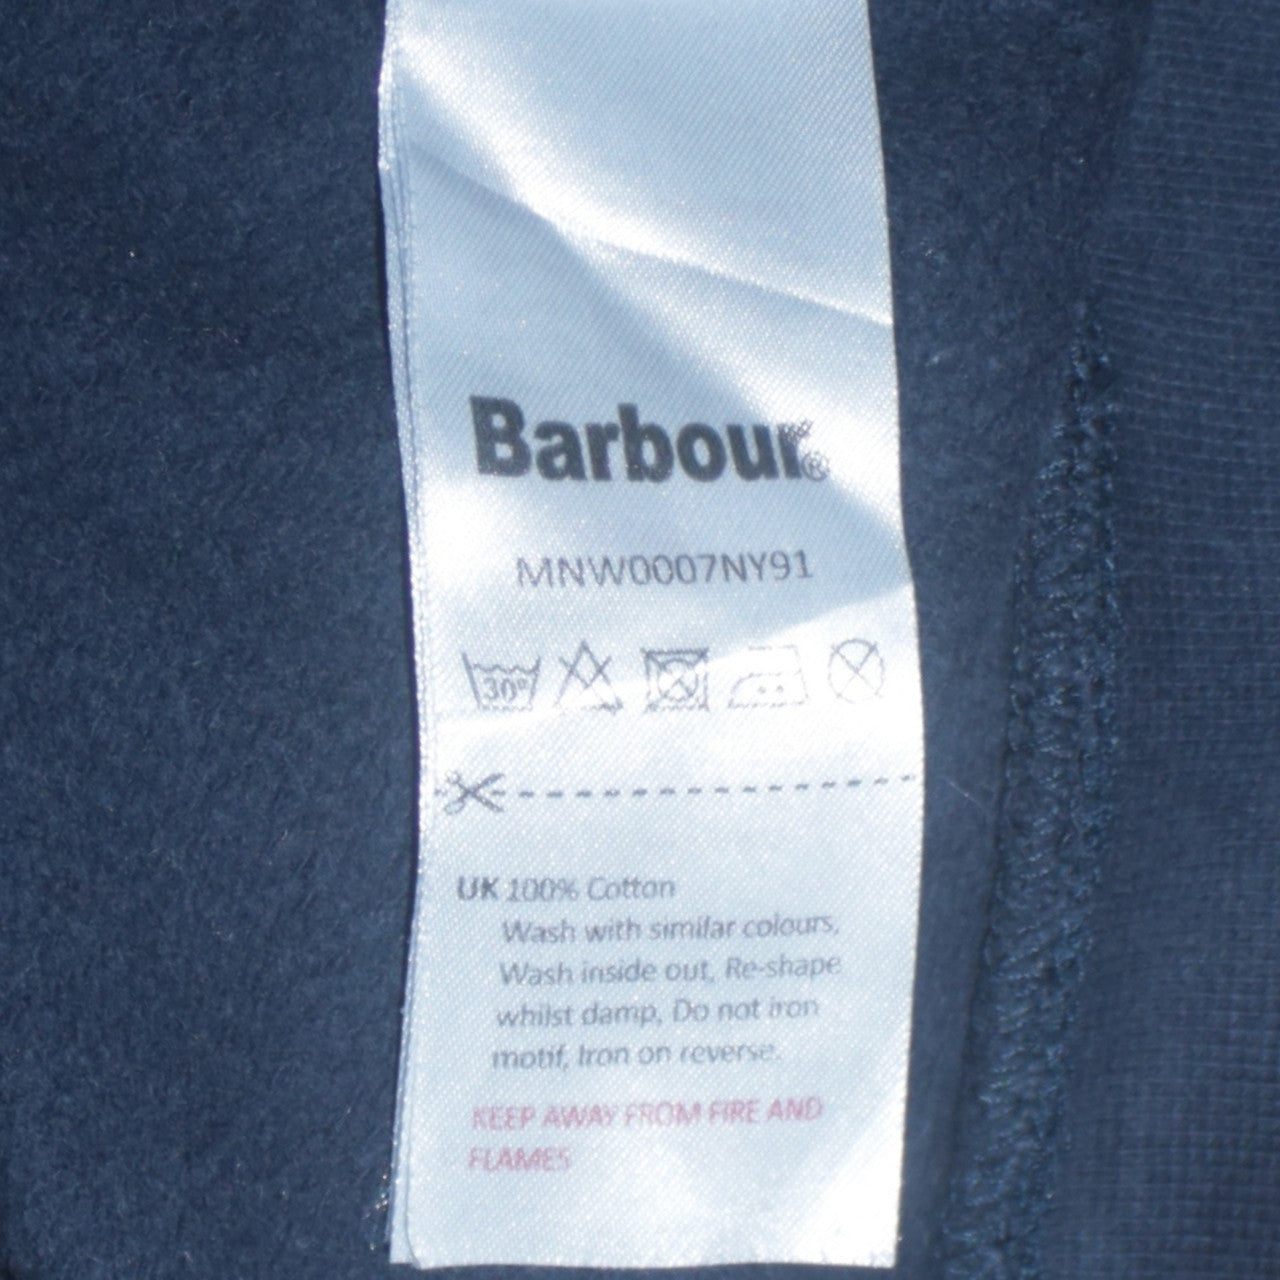 Barbour®
MNW0007NY91
30°
UK 100% Cotton
Wash with similar colours,
Wash inside out, Re-shape
whilst damp, Do not iron
motif, Iron on reverse.
KEEP AWAY FROM FIRE AND
FLAMES